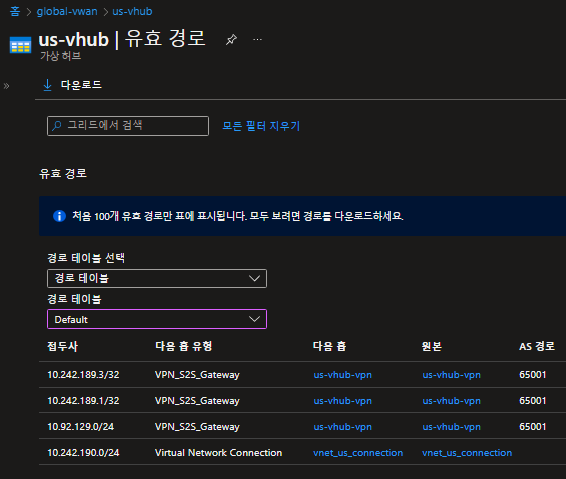 홈 > global-vwan > us-vhub
us-vhub | 유효 경로 ...
가상 허브
» 다운로드
그리드에서 검색 모든 필터 지우기
유효 경로
처음 100개 유효 경로만 표에 표시됩니다. 모두 보려면 경로를 다운로드하세요.
경로 테이블 선택
경로 테이블
경로 테이블
Default
접두사 다음 홉 유형 다음 홉 원본 AS 경로
10.242.189.3/32 VPN_S2S_Gateway us-vhub-vpn us-vhub-vpn 65001
10.242.189.1/32 VPN_S2S_Gateway us-vhub-vpn us-vhub-vpn 65001
10.92.129.0/24 VPN_S2S_Gateway us-vhub-vpn us-vhub-vpn 65001
10.242.190.0/24 Virtual Network Connection vnet_us_connection vnet_us_connection